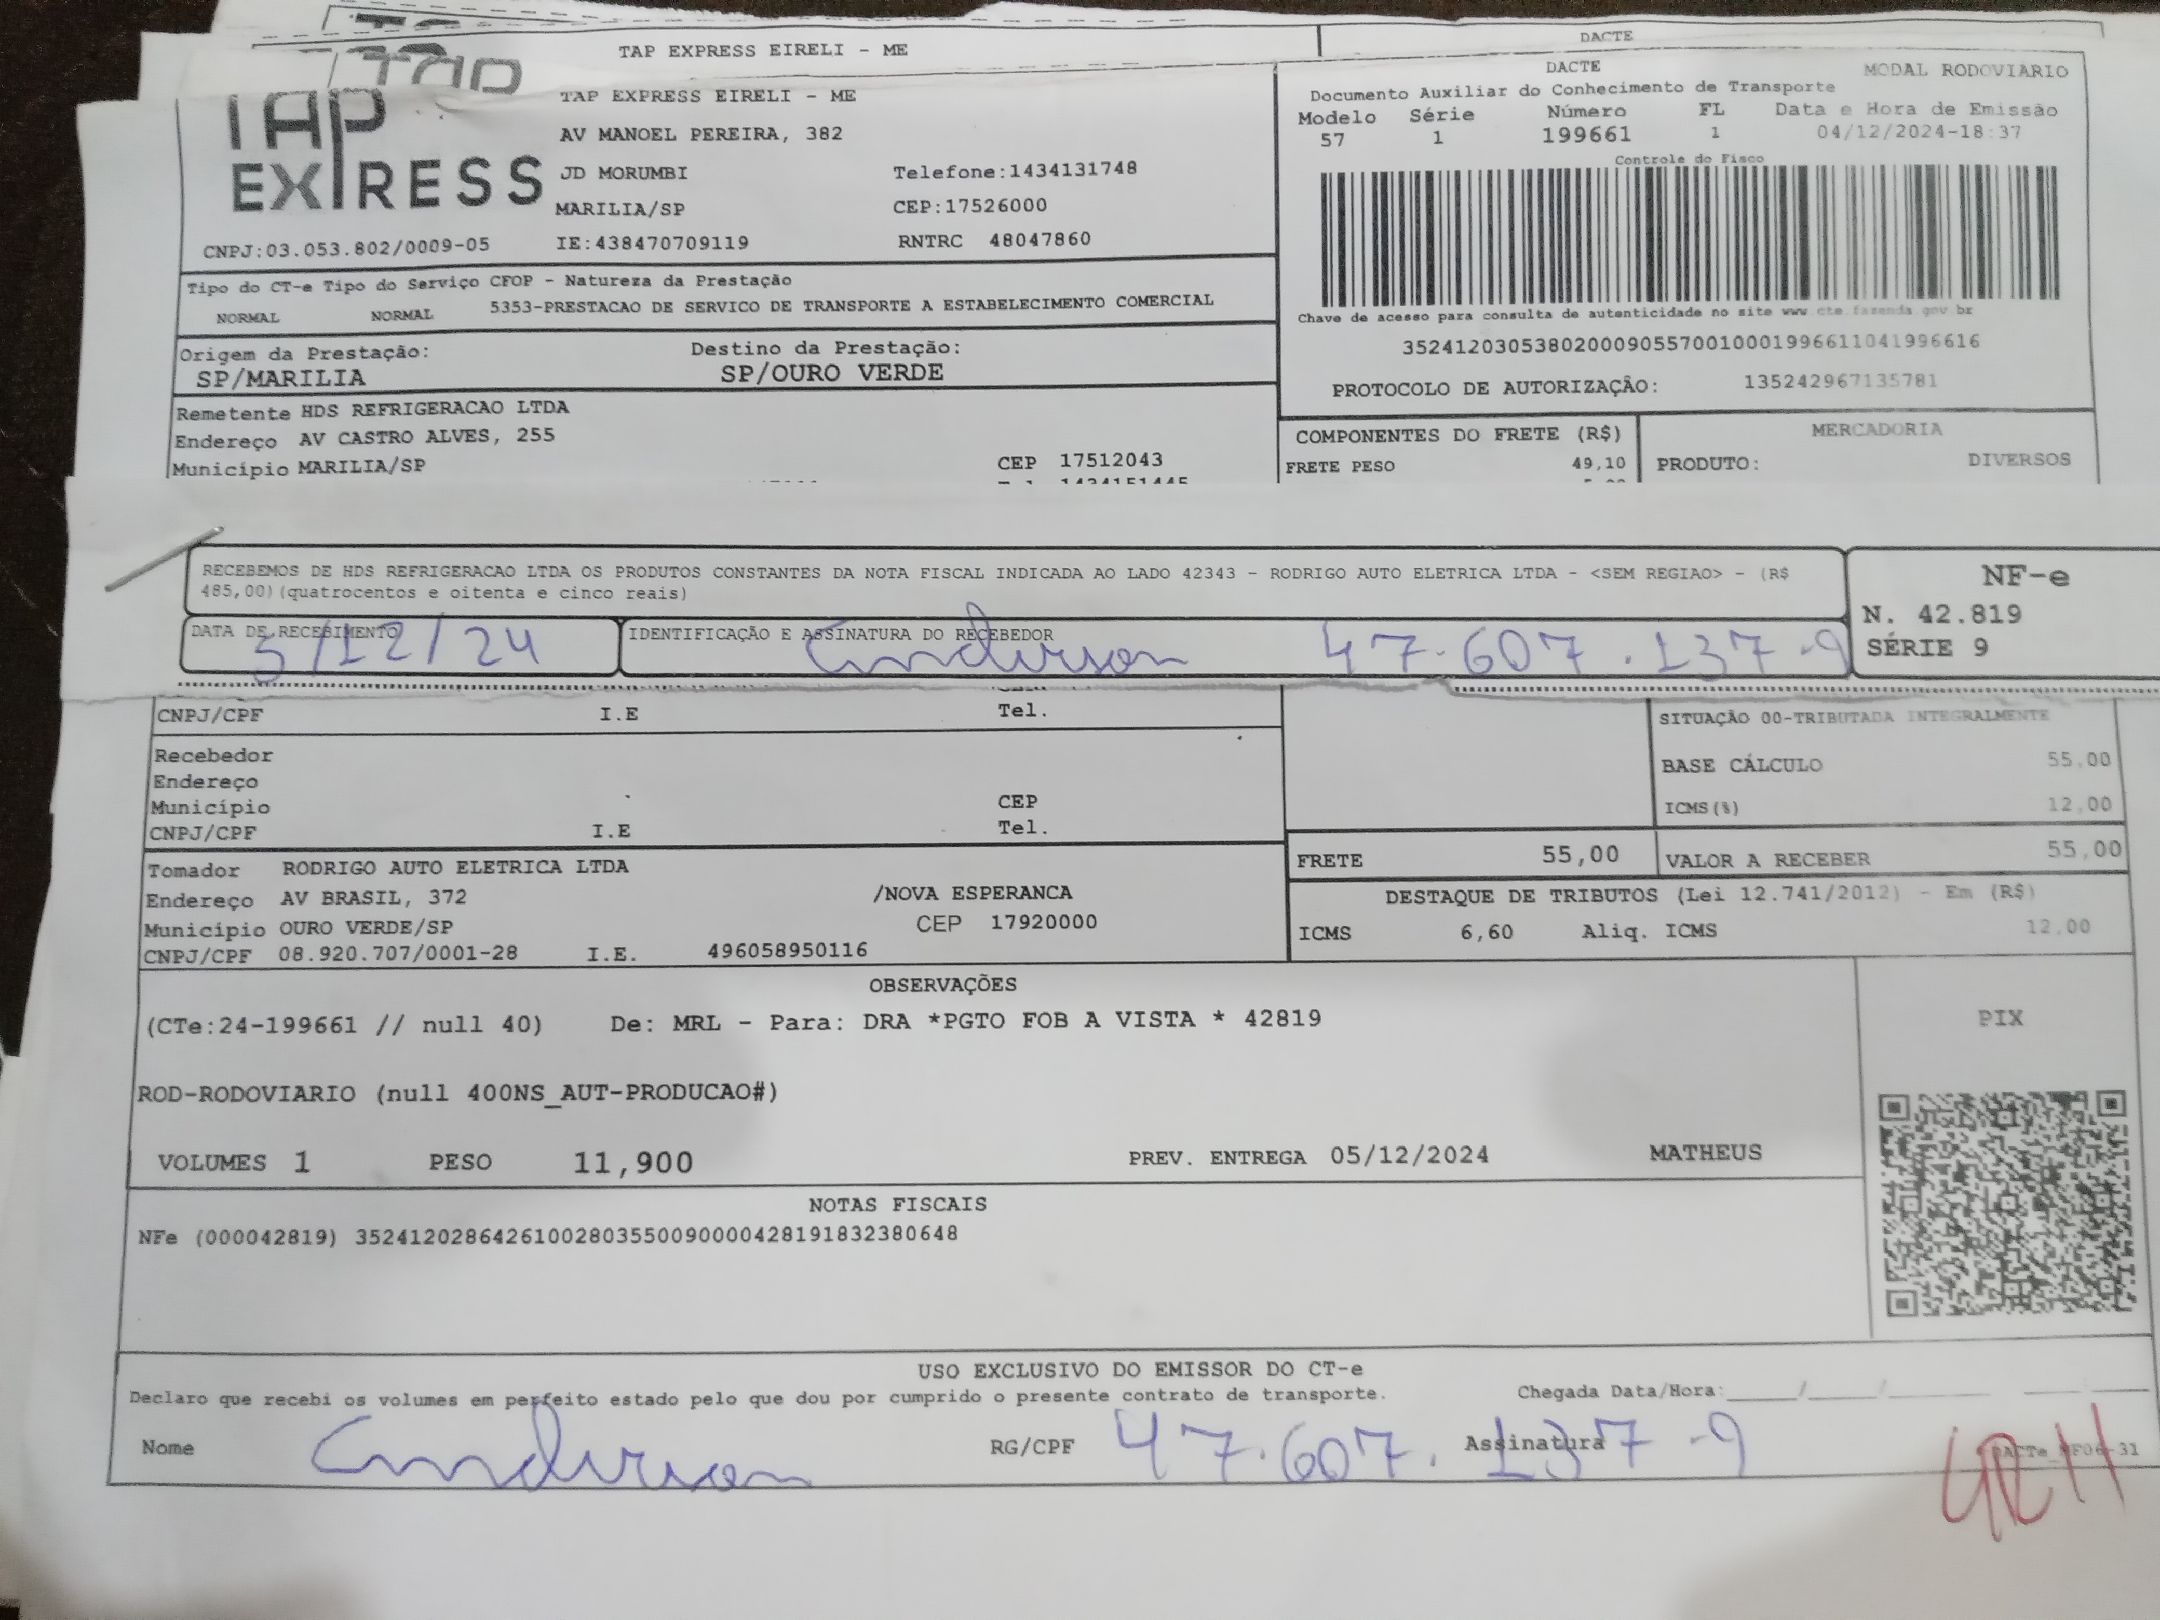 TAP EXPRESS EIRELI - ME
DACTE
TAP
TAP EXPRESS
TAP EXPRESS EIRELI - ME
AV MANOEL PEREIRA, 382
JD MORUMBI Telefone:1434131748
MARILIA/SP CEP:17526000
CNPJ:03.053.802/0009-05 IE:438470709119 RNTRC 48047860
DACTE MODAL RODOVIARIO
Documento Auxiliar do Conhecimento de Transporte
Modelo Série Número FL Data e Hora de Emissão
57 1 199661 1 04/12/2024-18:37
Controle do Fisco
Chave de acesso para consulta de autenticidade no site www.cte.fazenda.gov.br
35241203053802000905570010001996611041996616
PROTOCOLO DE AUTORIZAÇÃO: 135242967135781
Tipo do CT-e Tipo do Serviço CFOP - Natureza da Prestação
NORMAL NORMAL 5353-PRESTACAO DE SERVICO DE TRANSPORTE A ESTABELECIMENTO COMERCIAL
Origem da Prestação: Destino da Prestação:
SP/MARILIA SP/OURO VERDE
Remetente HDS REFRIGERACAO LTDA
Endereço AV CASTRO ALVES, 255
Município MARILIA/SP CEP 17512043
COMPONENTES DO FRETE (R$) MERCADORIA
FRETE PESO 49,10 PRODUTO: DIVERSOS
RECEBEMOS DE HDS REFRIGERACAO LTDA OS PRODUTOS CONSTANTES DA NOTA FISCAL INDICADA AO LADO 42343 - RODRIGO AUTO ELETRICA LTDA - <SEM REGIAO> - (R$
485,00)(quatrocentos e oitenta e cinco reais)
NF-e
N. 42.819
SÉRIE 9
DATA DE RECEBIMENTO IDENTIFICAÇÃO E ASSINATURA DO RECEBEDOR
5/12/24 Anderson 47.607.137-9
CNPJ/CPF I.E Tel.
Recebedor
Endereço
Município CEP
CNPJ/CPF I.E Tel.
SITUAÇÃO 00-TRIBUTADA INTEGRALMENTE
BASE CÁLCULO 55,00
ICMS(%) 12,00
FRETE 55,00 VALOR A RECEBER 55,00
Tomador RODRIGO AUTO ELETRICA LTDA
Endereço AV BRASIL, 372 /NOVA ESPERANCA
Município OURO VERDE/SP CEP 17920000
CNPJ/CPF 08.920.707/0001-28 I.E. 496058950116
DESTAQUE DE TRIBUTOS (Lei 12.741/2012) - Em (R$)
ICMS 6,60 Aliq. ICMS 12,00
OBSERVAÇÕES
(CTe:24-199661 // null 40) De: MRL - Para: DRA *PGTO FOB A VISTA * 42819
PIX
ROD-RODOVIARIO (null 400NS_AUT-PRODUCAO#)
VOLUMES 1 PESO 11,900 PREV. ENTREGA 05/12/2024 MATHEUS
NOTAS FISCAIS
NFe (000042819) 35241202864261002803550090000428191832380648
USO EXCLUSIVO DO EMISSOR DO CT-e
Declaro que recebi os volumes em perfeito estado pelo que dou por cumprido o presente contrato de transporte. Chegada Data/Hora:_____/_____/_____
Nome Anderson RG/CPF 47.607.137-9 Assinatura